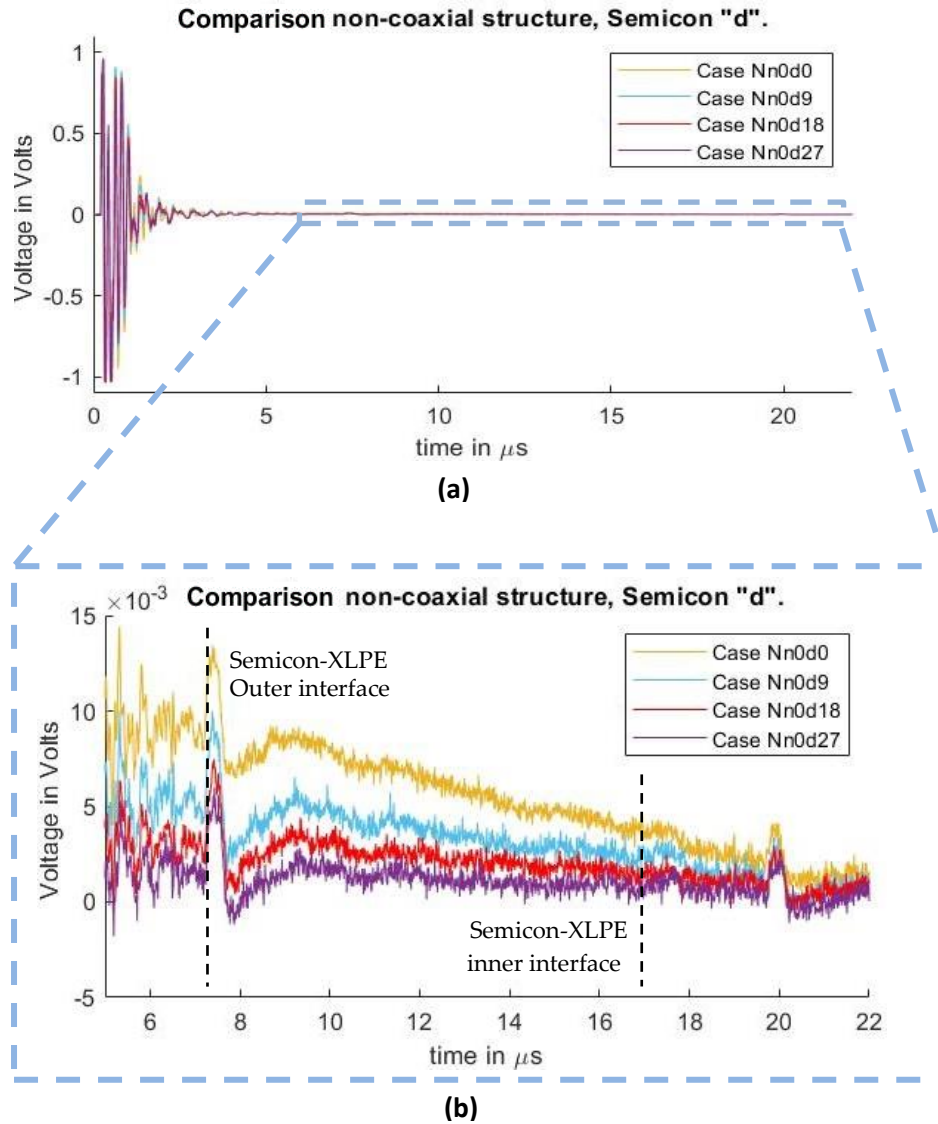 Comparison non-coaxial structure, Semicon "d".
Case Nn0d0
Case Nn0d9
Case Nn0d18
Case Nn0d27
Voltage in Volts
1
0.5
0
-0.5
-1
0 5 10 15 20
time in μs
(a)
×10-3
Comparison non-coaxial structure, Semicon "d".
Semicon-XLPE
Outer interface
Case Nn0d0
Case Nn0d9
Case Nn0d18
Case Nn0d27
Voltage in Volts
15
10
5
0
-5
Semicon-XLPE
inner interface
6 8 10 12 14 16 18 20 22
time in μs
(b)